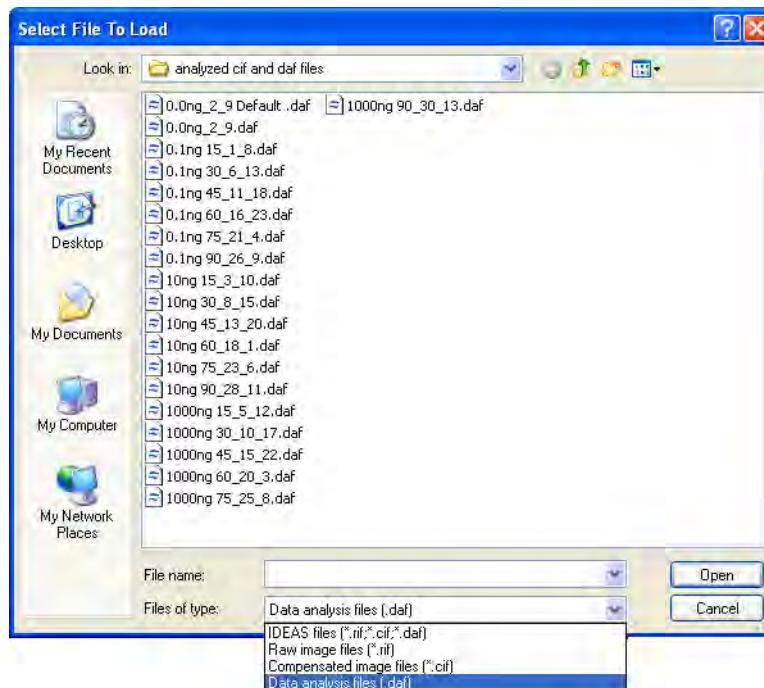 Select File To Load
Look in: analyzed cif and daf files
My Recent Documents
Desktop
My Documents
My Computer
My Network Places
0.0ng_2_9 Default .daf
0.0ng_2_9.daf
0.1ng 15_1_8.daf
0.1ng 30_6_13.daf
0.1ng 45_11_18.daf
0.1ng 60_16_23.daf
0.1ng 75_21_4.daf
0.1ng 90_26_9.daf
10ng 15_3_10.daf
10ng 30_8_15.daf
10ng 45_13_20.daf
10ng 60_18_1.daf
10ng 75_23_6.daf
10ng 90_28_11.daf
1000ng 15_5_12.daf
1000ng 30_10_17.daf
1000ng 45_15_22.daf
1000ng 60_20_3.daf
1000ng 75_25_8.daf
1000ng 90_30_13.daf
File name:
Open
Files of type: Data analysis files (.daf)
Cancel
IDEAS files (*.rif;*.cif;*.daf)
Raw image files (*.rif)
Compensated image files (*.cif)
Data analysis files (.daf)